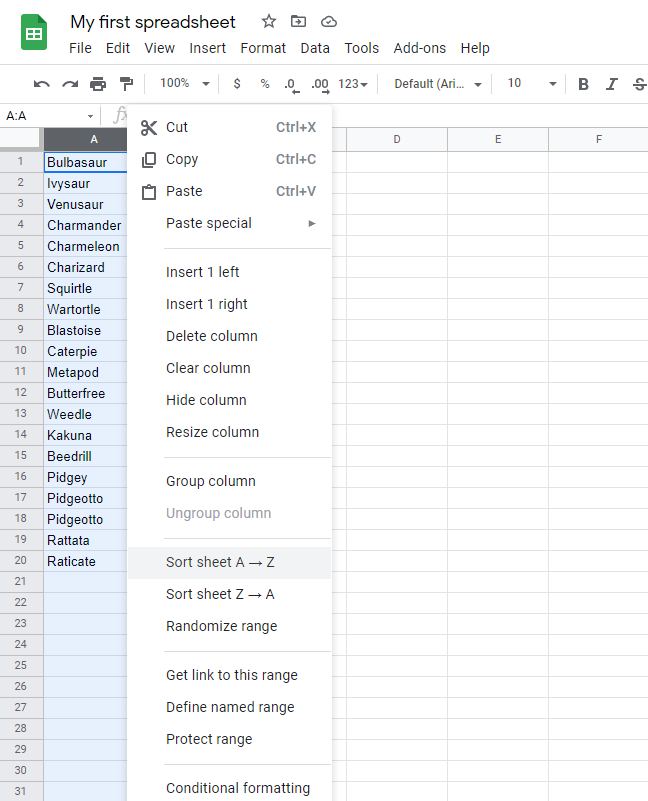 My first spreadsheet
File Edit View Insert Format Data Tools Add-ons Help
100% $ % .0 .00 123 Default (Ari... 10 B I S
A:A fx
A D E F
1 Bulbasaur
2 Ivysaur
3 Venusaur
4 Charmander
5 Charmeleon
6 Charizard
7 Squirtle
8 Wartortle
9 Blastoise
10 Caterpie
11 Metapod
12 Butterfree
13 Weedle
14 Kakuna
15 Beedrill
16 Pidgey
17 Pidgeotto
18 Pidgeotto
19 Rattata
20 Raticate
21
22
23
24
25
26
27
28
29
30
31
Cut Ctrl+X
Copy Ctrl+C
Paste Ctrl+V
Paste special
Insert 1 left
Insert 1 right
Delete column
Clear column
Hide column
Resize column
Group column
Ungroup column
Sort sheet A → Z
Sort sheet Z → A
Randomize range
Get link to this range
Define named range
Protect range
Conditional formatting